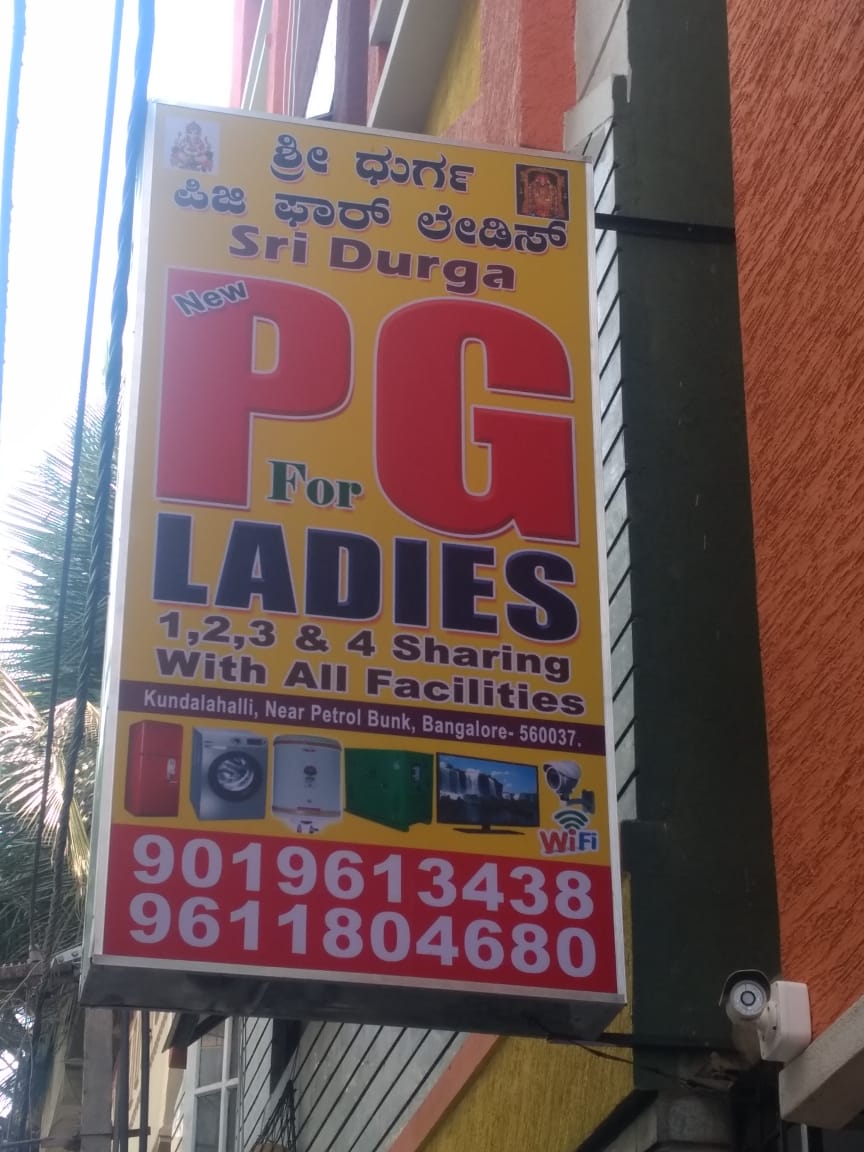 ಶ್ರೀ ಧುರ್ಗ
ಪಿಜಿ ಫಾರ್ ಲೇಡಿಸ್
Sri Durga
New
PG
For
LADIES
1,2,3 & 4 Sharing
With All Facilities
Kundalahalli, Near Petrol Bunk, Bangalore- 560037.
WiFi
9019613438
9611804680